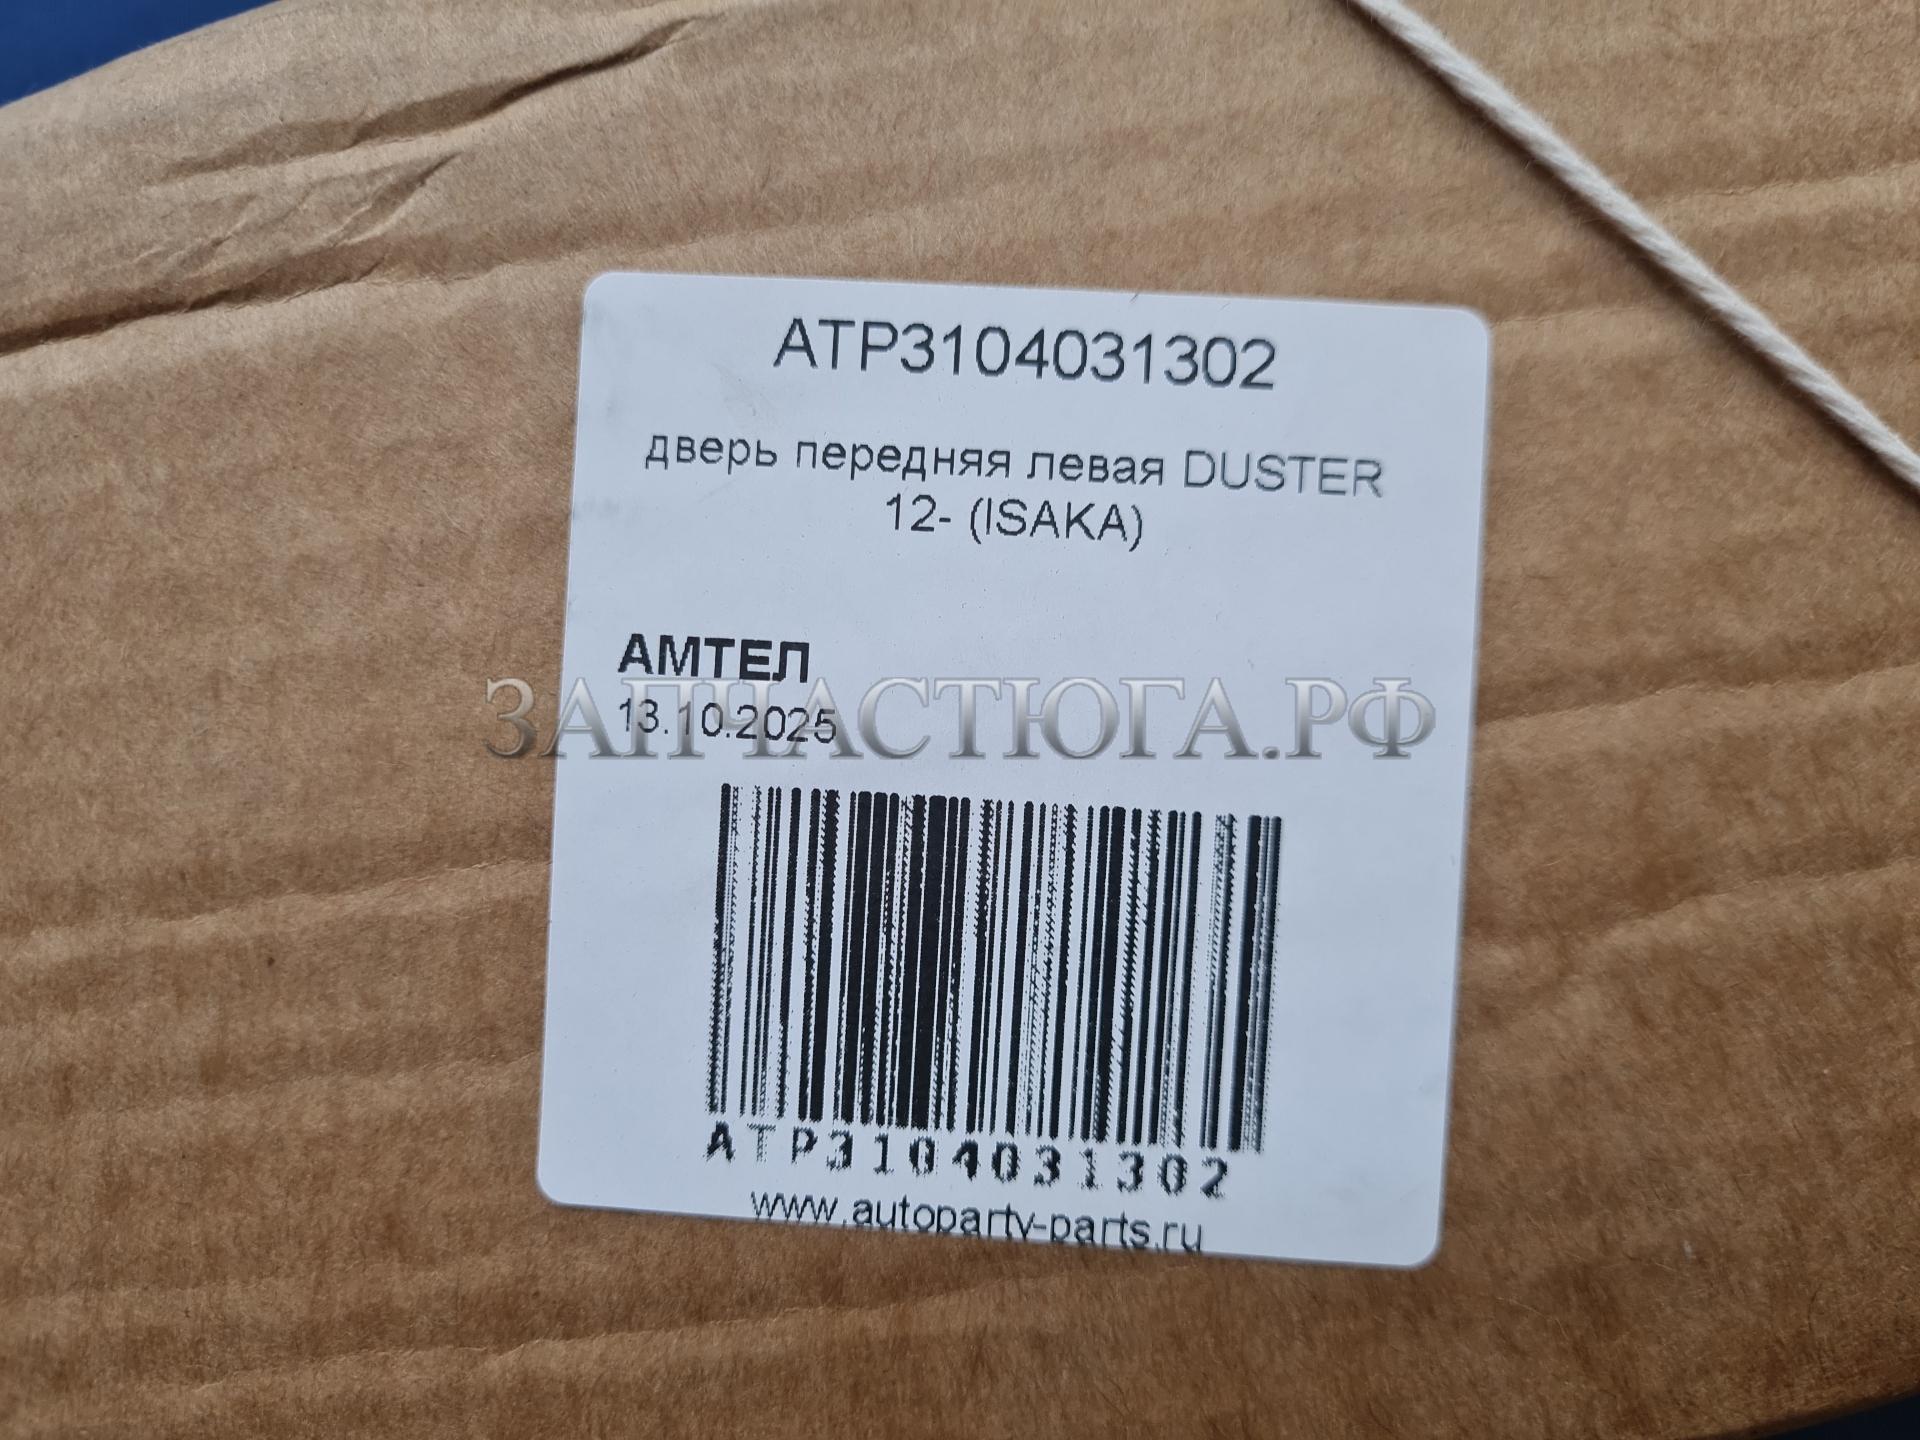 ATP3104031302
дверь передняя левая DUSTER
12- (ISAKA)
АМТЕЛ
ЗАПЧАСТЮГА.РФ
13.10.2025
ATP3104031302
www.autoparty-parts.ru